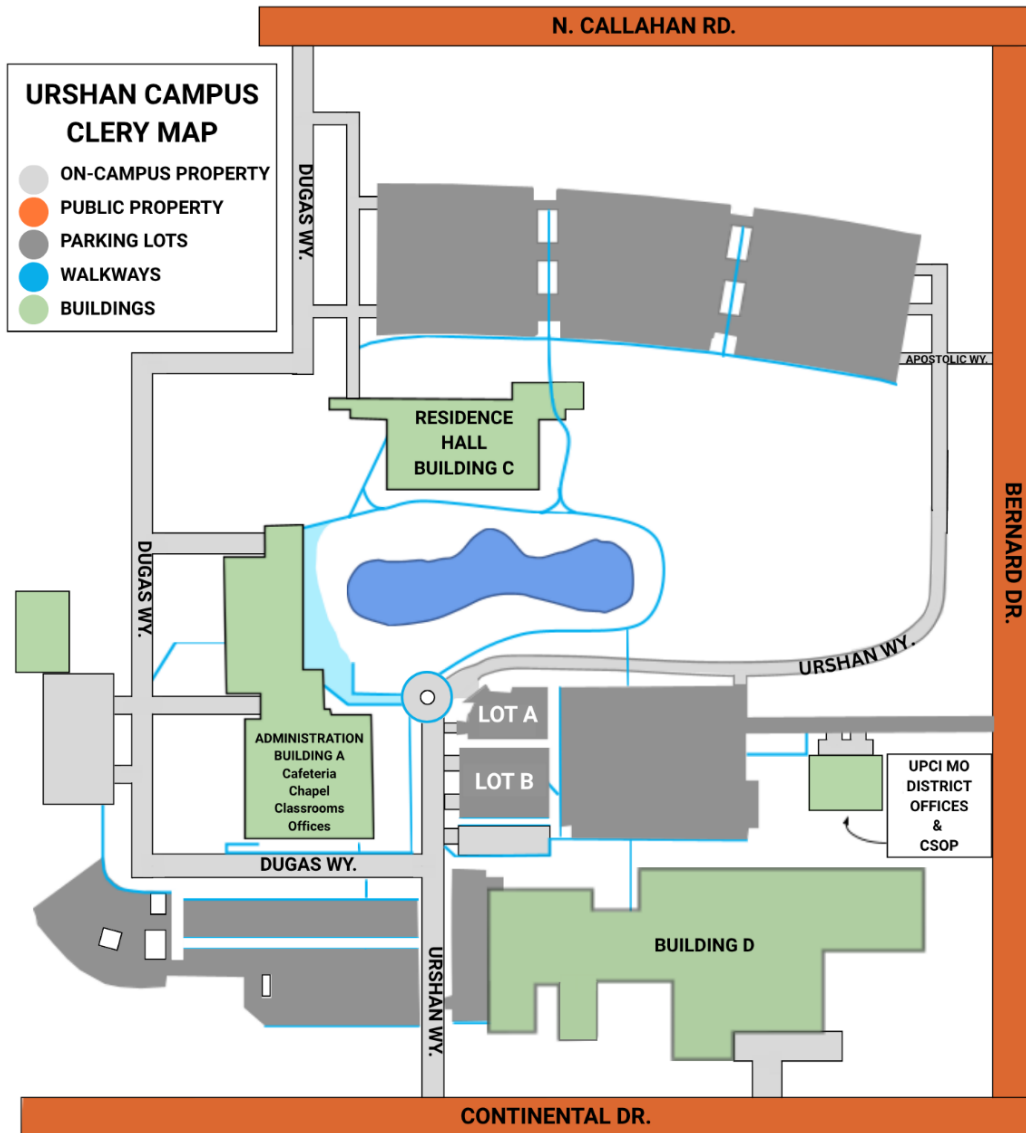 N. CALLAHAN RD.
URSHAN CAMPUS
CLERY MAP
ON-CAMPUS PROPERTY
PUBLIC PROPERTY
PARKING LOTS
WALKWAYS
BUILDINGS
DUGAS WY.
APOSTOLIC WY.
RESIDENCE
HALL
BUILDING C
BERNARD DR.
DUGAS WY.
URSHAN WY.
LOT A
ADMINISTRATION
BUILDING A
Cafeteria
Chapel
Classrooms
Offices
LOT B
UPCI MO
DISTRICT
OFFICES
&
CSOP
DUGAS WY.
BUILDING D
URSHAN WY.
CONTINENTAL DR.